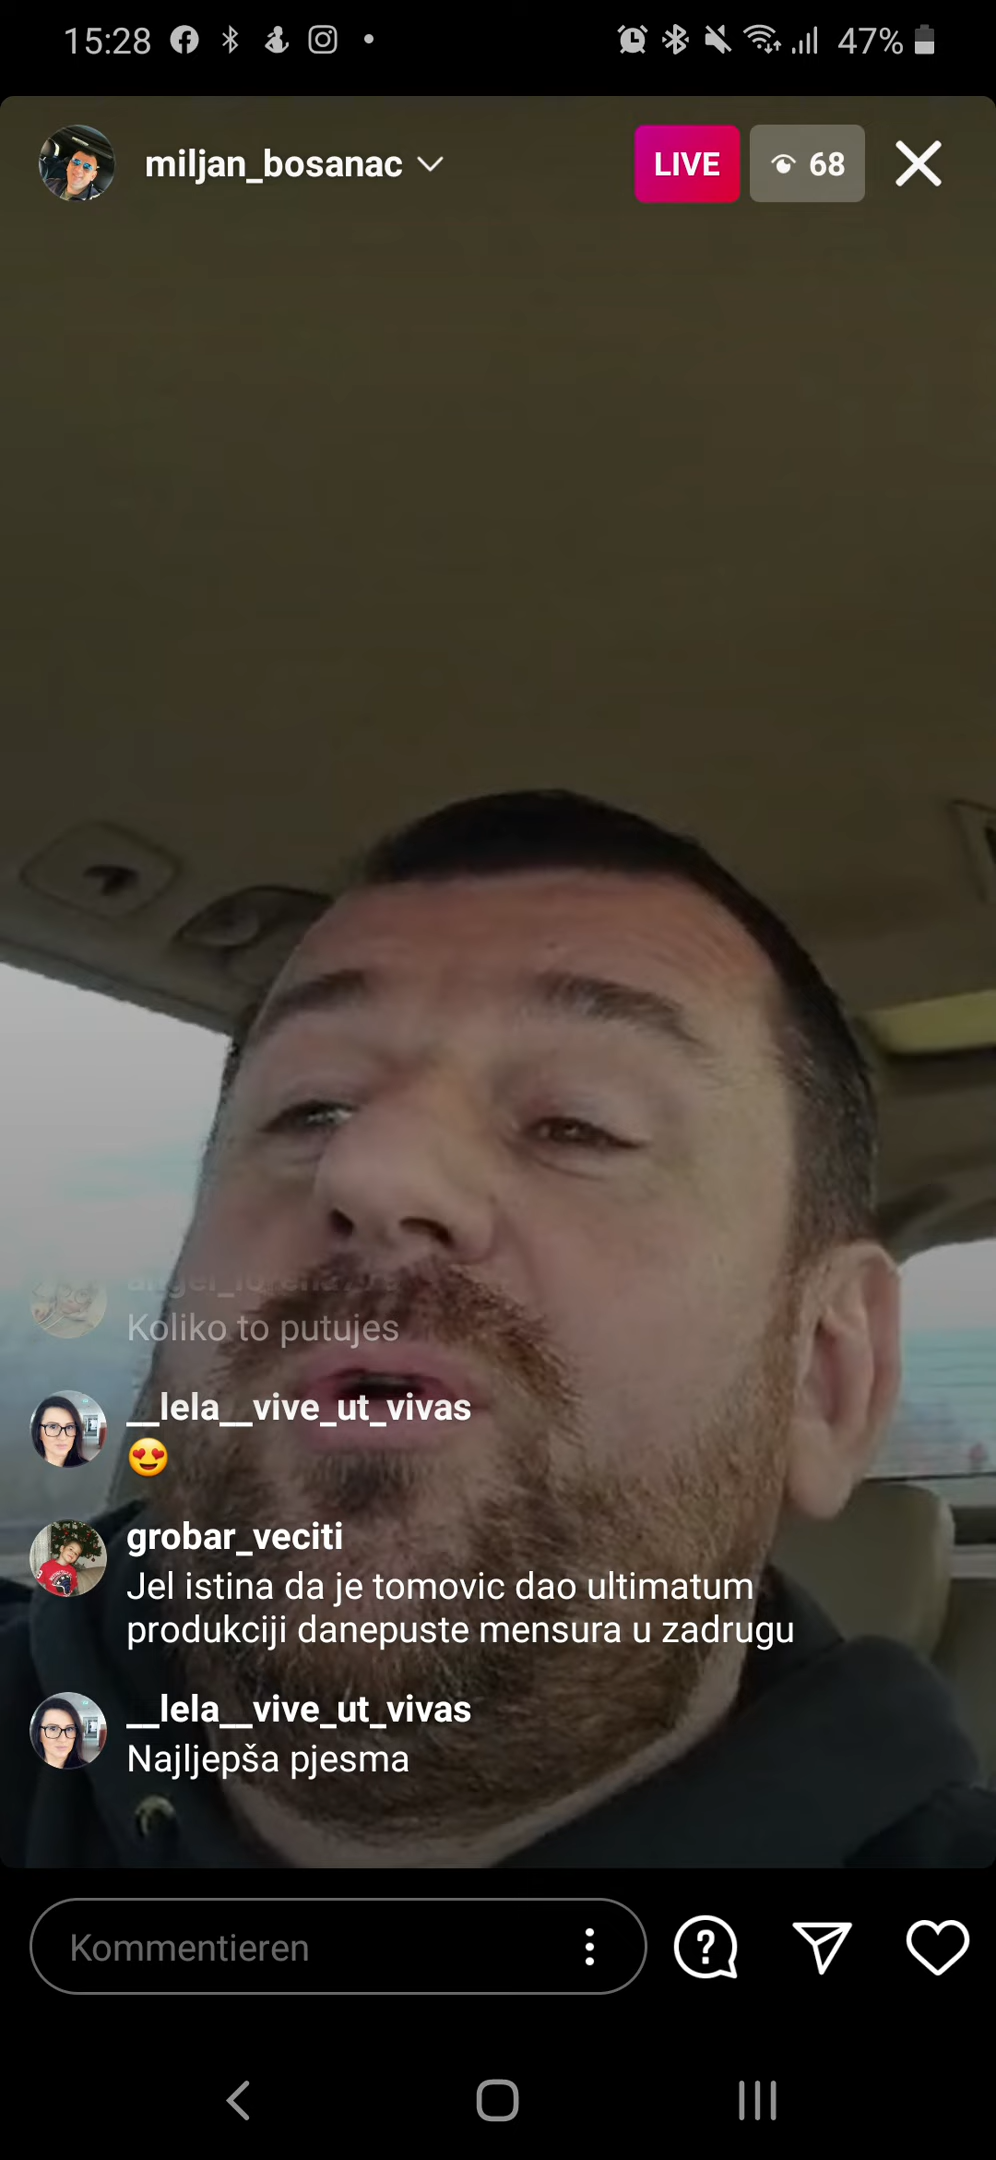 15:28
47%
miljan_bosanac
LIVE
68
Koliko to putujes
__lela__vive_ut_vivas
😍
grobar_veciti
Jel istina da je tomovic dao ultimatum
produkciji danepuste mensura u zadrugu
__lela__vive_ut_vivas
Najljepša pjesma
Kommentieren